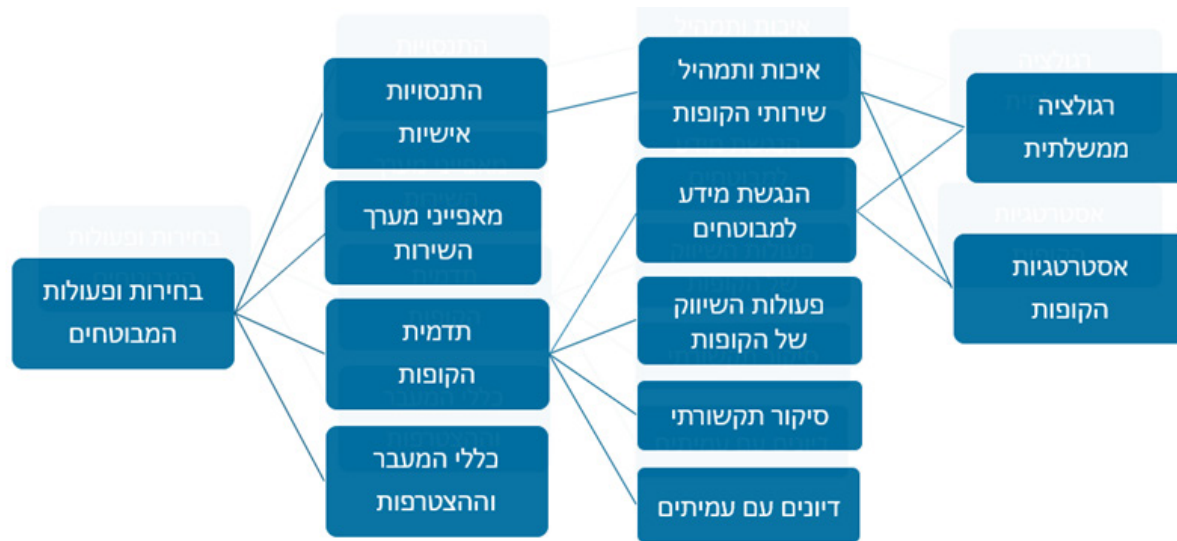 רגולציה
ממשלתית
אסטרטגיות
הקופות
איכות ותמהיל
שירותי הקופות
הנגשת מידע
למבוטחים
פעולות השיווק
של הקופות
סיקור תקשורתי
דיונים עם עמיתים
התנסויות
אישיות
מאפייני מערך
השירות
תדמית
הקופות
כללי המעבר
וההצטרפות
בחירות ופעולות
המבוטחים